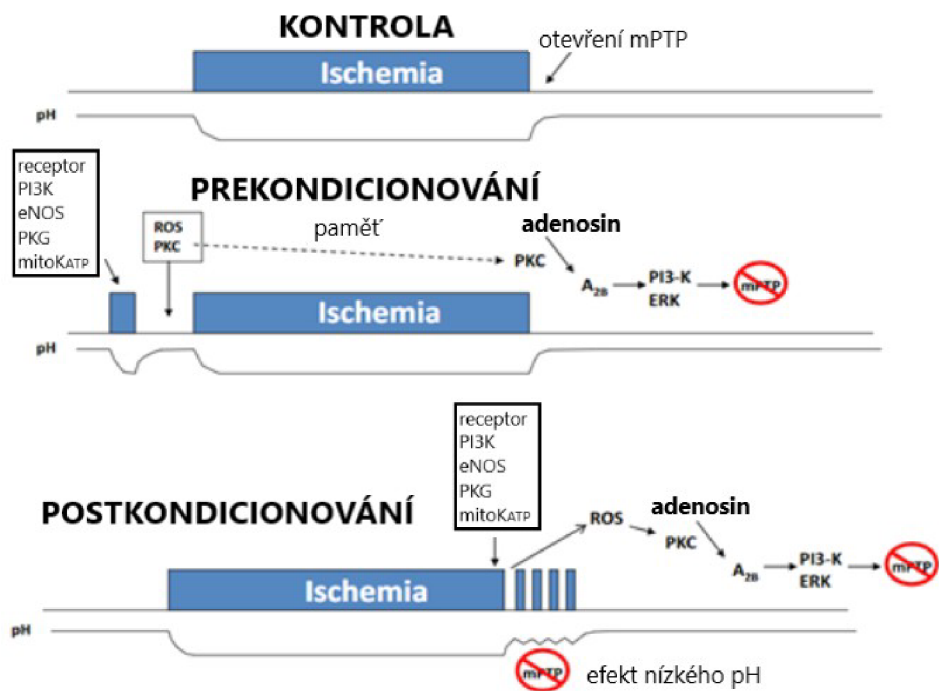 KONTROLA
otevření mPTP
Ischemia
pH
receptor
PI3K
eNOS
PKG
mitoKATP
PREKONDICIONOVÁNÍ
ROS
PKC
paměť
adenosin
PKC
A2B
PI3-K
ERK
mPTP
Ischemia
pH
receptor
PI3K
eNOS
PKG
mitoKATP
POSTKONDICIONOVÁNÍ
ROS
adenosin
PKC
A2B
PI3-K
ERK
mPTP
Ischemia
pH
mPTP
efekt nízkého pH